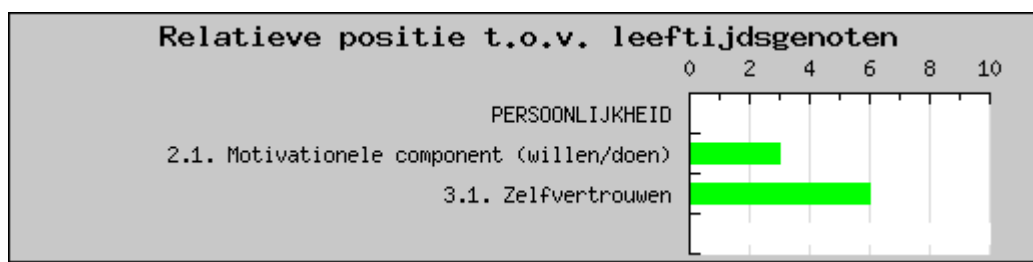 Relatieve positie t.o.v. leeftijdsgenoten
0 2 4 6 8 10
PERSOONLIJKHEID
2.1. Motivationele component (willen/doen)
3.1. Zelfvertrouwen